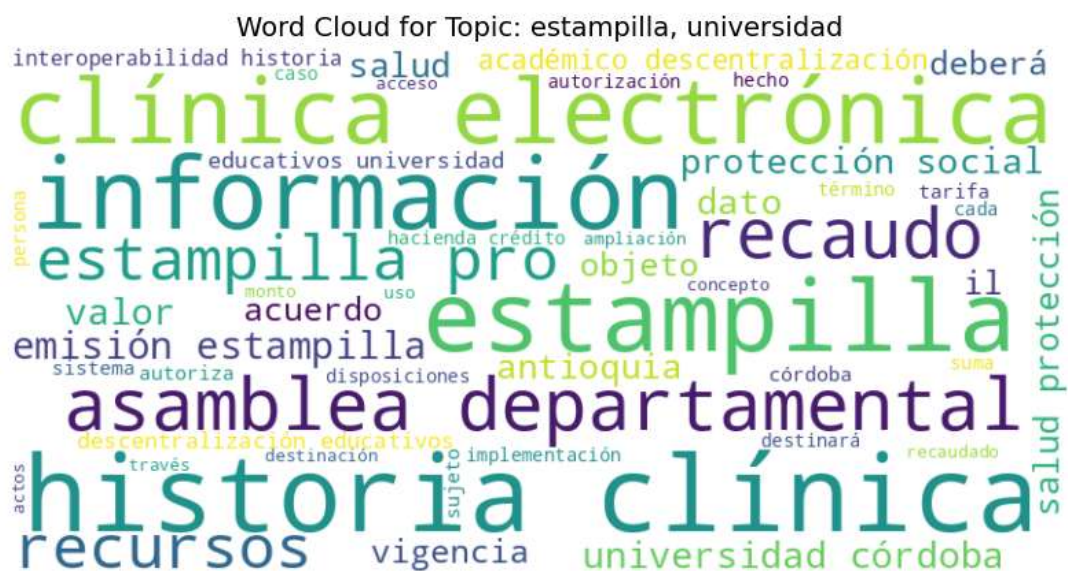 Word Cloud for Topic: estampilla, universidad
interoperabilidad historia
caso
salud
acceso
académico descentralización
autorización
hecho
deberá
clínica electrónica
educativos universidad
protección social
información
dato
término
tarifa
cada
persona
recaudo
hacienda crédito
ampliación
estampilla pro
objeto
concepto
il
monto
uso
valor
acuerdo
estampilla
emisión estampilla
sistema
autoriza
disposiciones
antioquia
córdoba
suma
salud protección
asamblea departamental
descentralización educativos
destinará
través
destinación
sujeto
implementación
recaudado
actos
historia clínica
recursos
vigencia
universidad córdoba